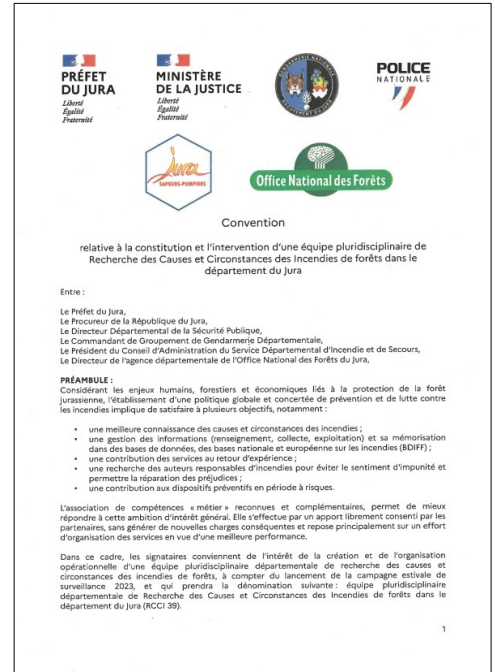 PRÉFET
DU JURA
Liberté
Égalité
Fraternité
MINISTÈRE
DE LA JUSTICE
Liberté
Égalité
Fraternité
GENDARMERIE NATIONALE
GROUPEMENT DU JURA
POLICE
NATIONALE
Jura
SAPEURS-POMPIERS
Office National des Forêts
Convention
relative à la constitution et l'intervention d'une équipe pluridisciplinaire de
Recherche des Causes et Circonstances des Incendies de forêts dans le
département du Jura
Entre :
Le Préfet du Jura,
Le Procureur de la République du Jura,
Le Directeur Départemental de la Sécurité Publique,
Le Commandant de Groupement de Gendarmerie Départementale,
Le Président du Conseil d'Administration du Service Départemental d'Incendie et de Secours,
Le Directeur de l'agence départementale de l'Office National des Forêts du Jura,
PRÉAMBULE :
Considérant les enjeux humains, forestiers et économiques liés à la protection de la forêt
jurassienne, l'établissement d'une politique globale et concertée de prévention et de lutte contre
les incendies implique de satisfaire à plusieurs objectifs, notamment :
• une meilleure connaissance des causes et circonstances des incendies ;
• une gestion des informations (renseignement, collecte, exploitation) et sa mémorisation
dans des bases de données, des bases nationale et européenne sur les incendies (BDIFF) ;
• une contribution des services au retour d'expérience ;
• une recherche des auteurs responsables d'incendies pour éviter le sentiment d'impunité et
permettre la réparation des préjudices ;
• une contribution aux dispositifs préventifs en période à risques.
L'association de compétences « métier » reconnues et complémentaires, permet de mieux
répondre à cette ambition d'intérêt général. Elle s'effectue par un apport librement consenti par les
partenaires, sans générer de nouvelles charges conséquentes et repose principalement sur un effort
d'organisation des services en vue d'une meilleure performance.
Dans ce cadre, les signataires conviennent de l'intérêt de la création et de l'organisation
opérationnelle d'une équipe pluridisciplinaire départementale de recherche des causes et
circonstances des incendies de forêts, à compter du lancement de la campagne estivale de
surveillance 2023, et qui prendra la dénomination suivante : équipe pluridisciplinaire
départementale de Recherche des Causes et Circonstances des Incendies de forêts dans le
département du Jura (RCCI 39).
1